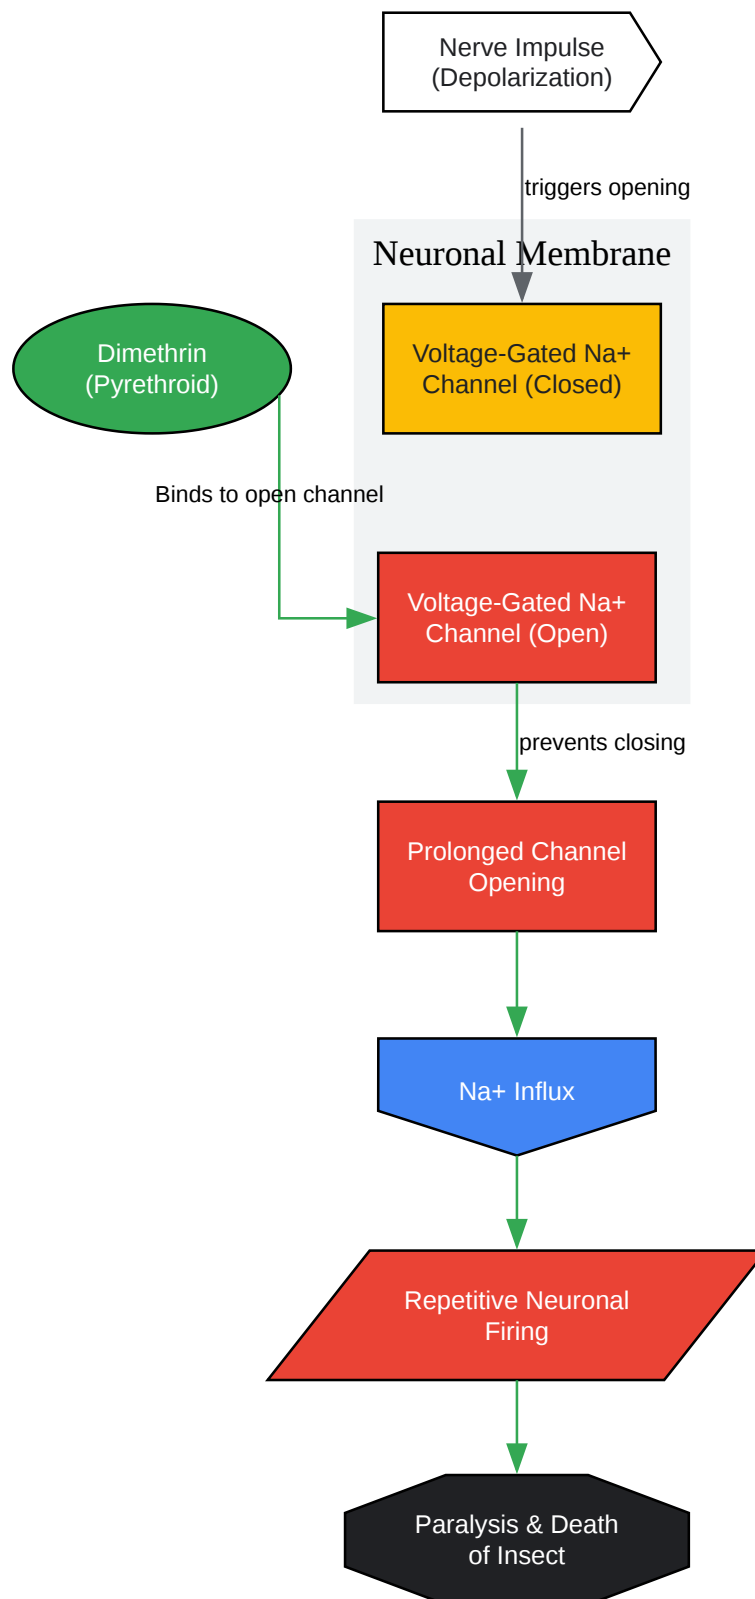 Nerve Impulse
(Depolarization)
triggers opening
Neuronal Membrane
Dimethrin
(Pyrethroid)
Voltage-Gated Na+
Channel (Closed)
Binds to open channel
Voltage-Gated Na+
Channel (Open)
prevents closing
Prolonged Channel
Opening
Na+ Influx
Repetitive Neuronal
Firing
Paralysis & Death
of Insect